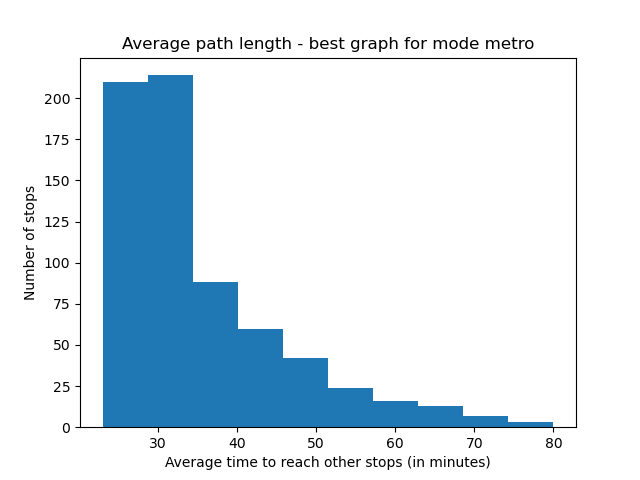 Average path length - best graph for mode metro
Number of stops
200
175
150
125
100
75
50
25
0
30 40 50 60 70 80
Average time to reach other stops (in minutes)